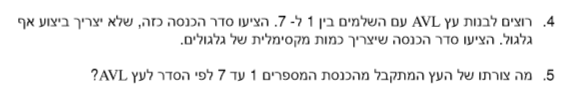 4. רוצים לבנות עץ AVL עם השלמים בין 1 ל- 7. הציעו סדר הכנסה כזה, שלא יצריך ביצוע אף
גלגול. הציעו סדר הכנסה שיצריך כמות מקסימלית של גלגולים.
5. מה צורתו של העץ המתקבל מהכנסת המספרים 1 עד 7 לפי הסדר לעץ AVL?